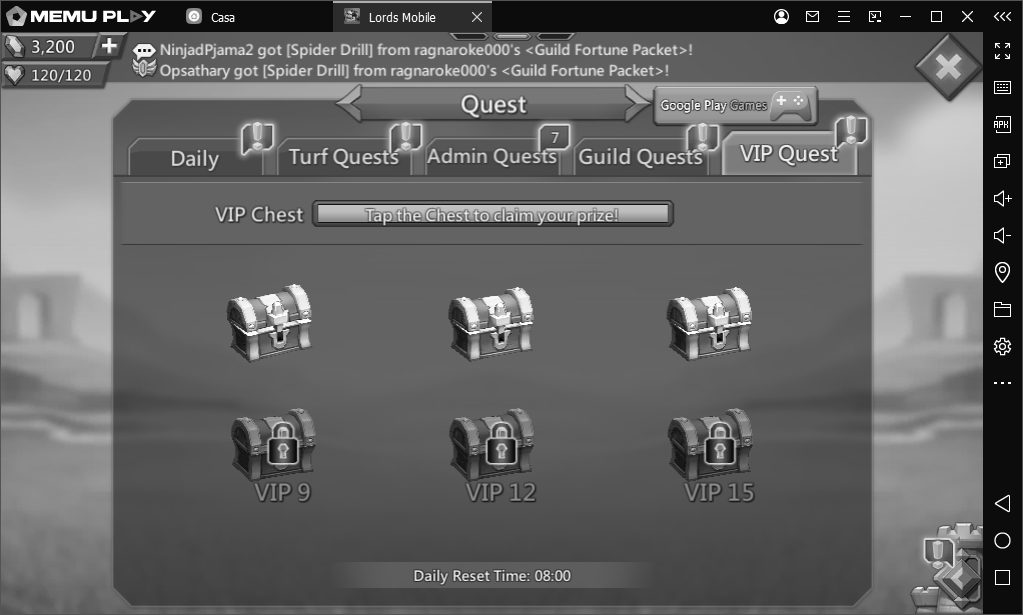 MEMU PLAY
Casa
Lords Mobile
3,200
120/120
NinjadPjama2 got [Spider Drill] from ragnaroke000's <Guild Fortune Packet>!
Opsathary got [Spider Drill] from ragnaroke000's <Guild Fortune Packet>!
Quest
Google Play Games
Daily
Turf Quests
Admin Quests
7
Guild Quests
VIP Quest
VIP Chest
Tap the Chest to claim your prize!
VIP 9
VIP 12
VIP 15
Daily Reset Time: 08:00
APK